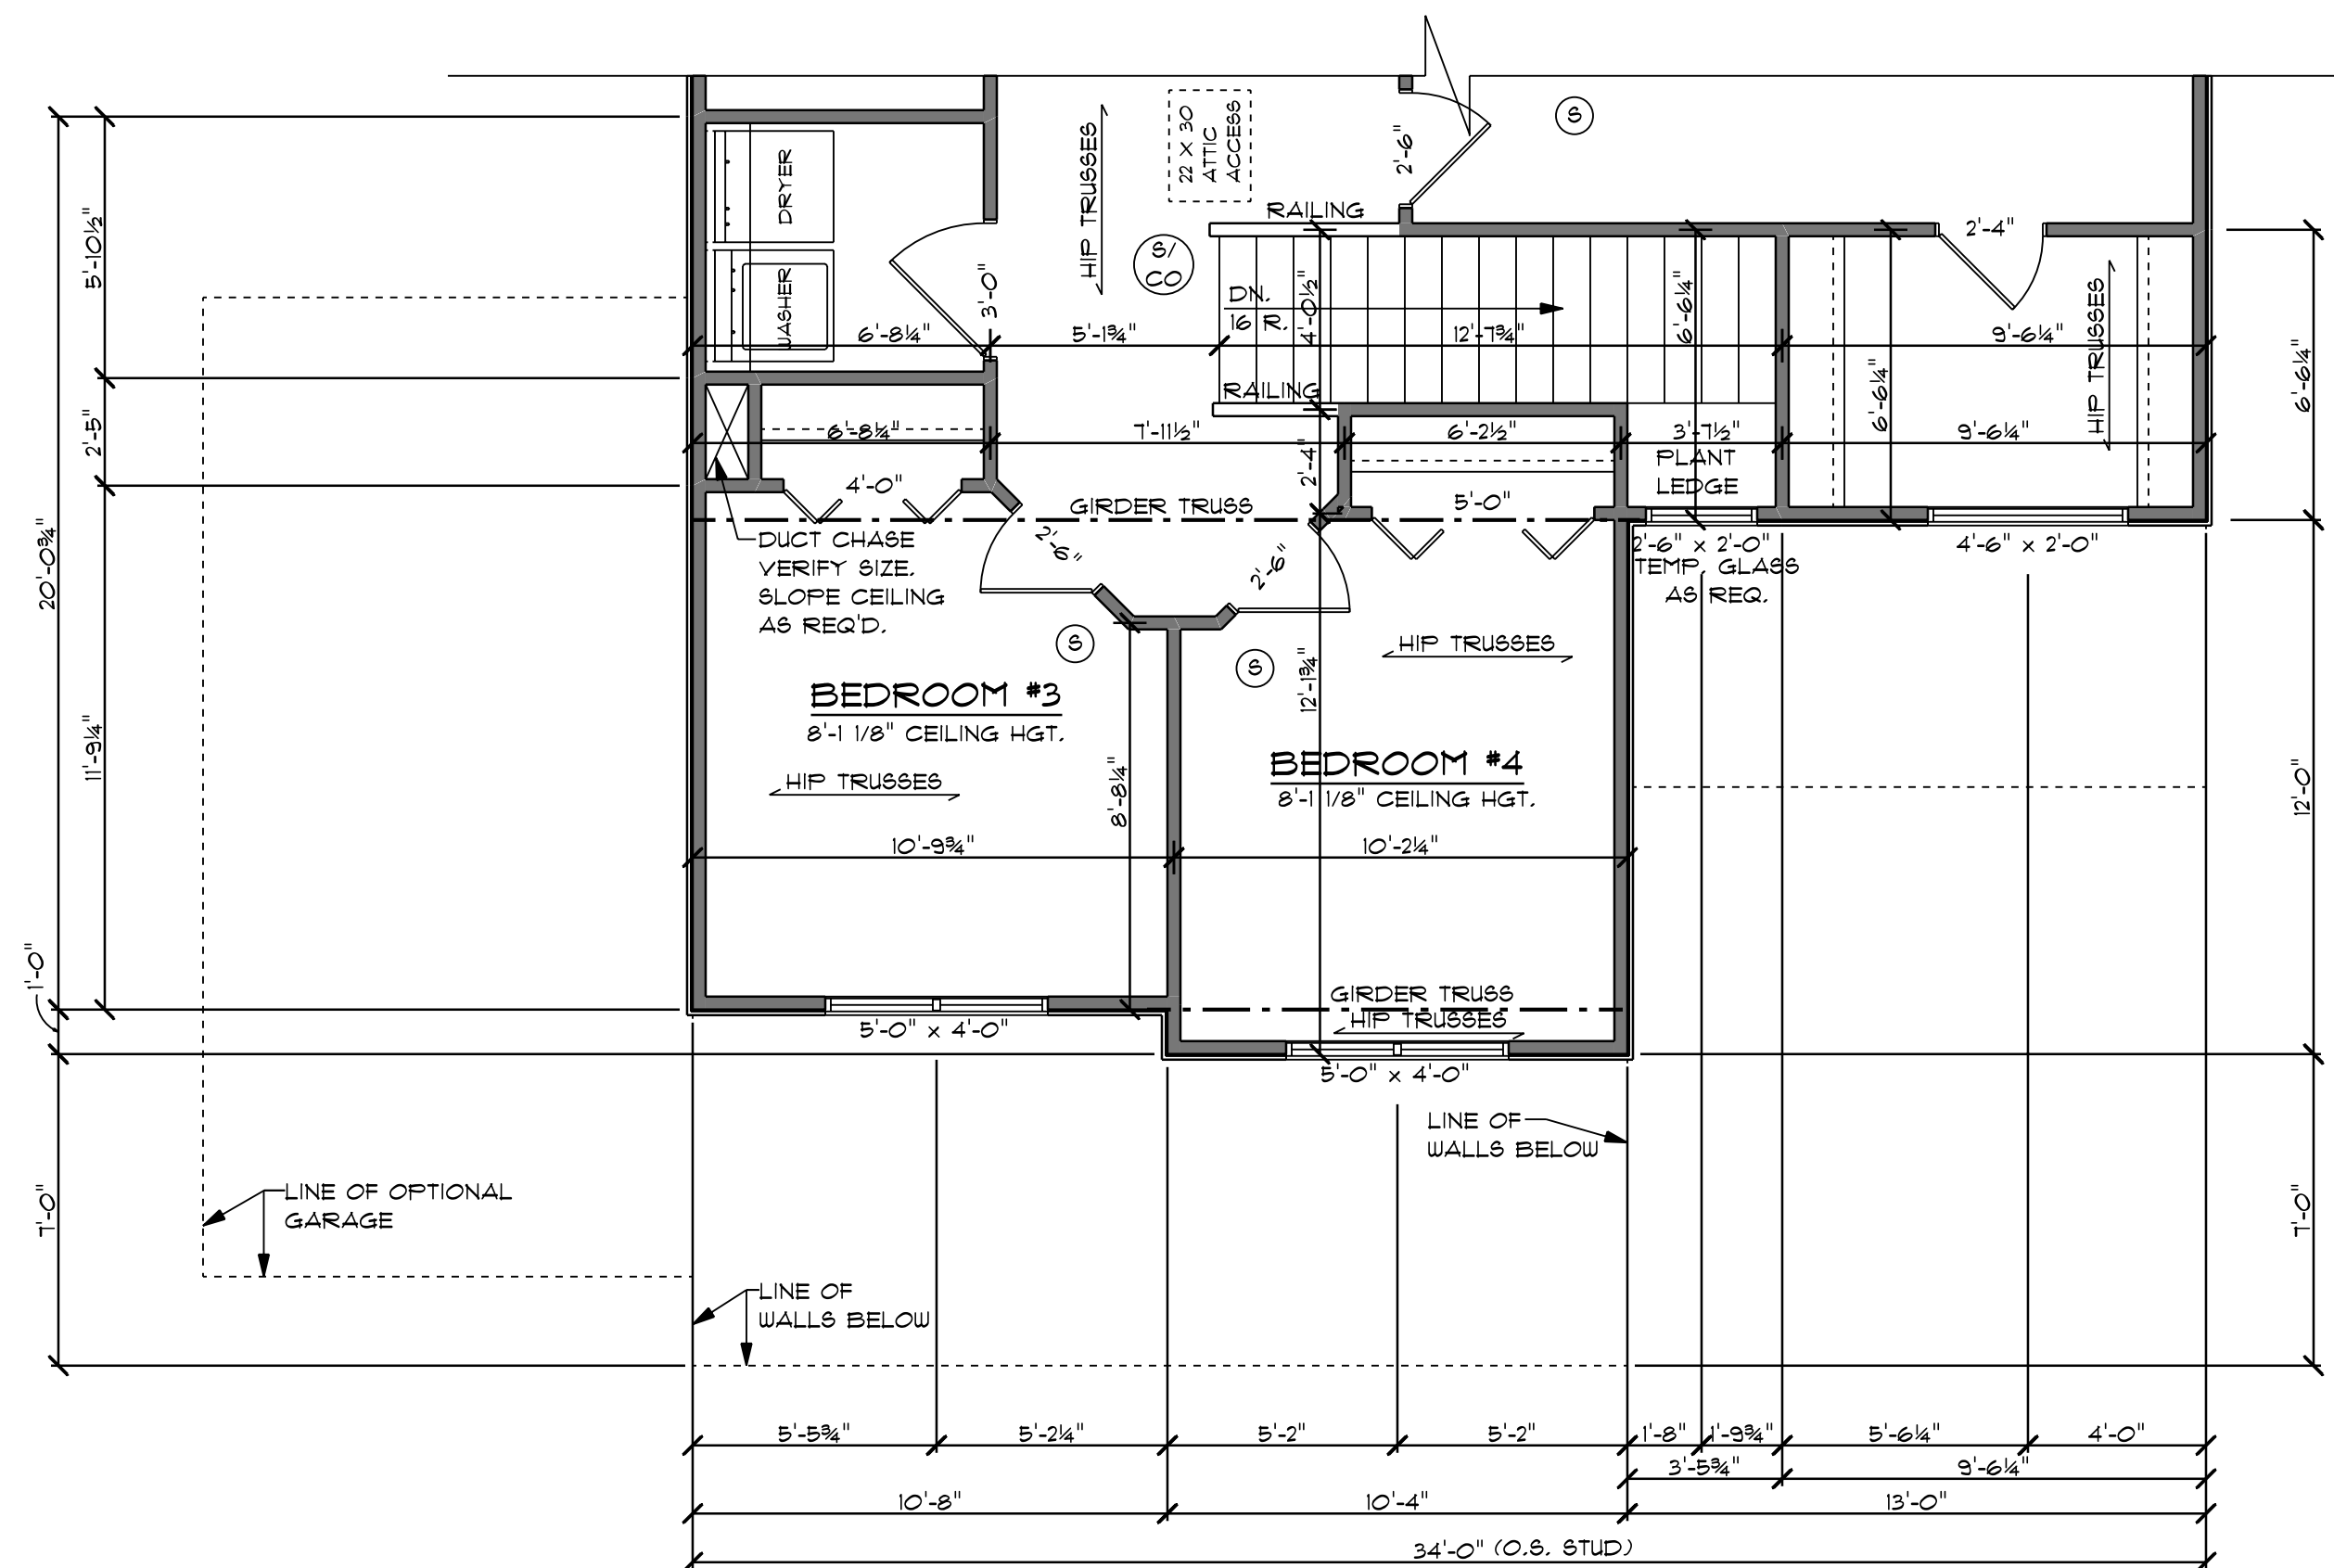 22 X 30
ATTIC
ACCESS
HIP TRUSSES
2'-6"
S
RAILING
2'-4"
DRYER
WASHER
S/
CO
3'-0"
DN.
16 R.
4'-0½"
6'-6¼"
6'-6¼"
HIP TRUSSES
6'-6¼"
5'-10½"
6'-8¼"
5'-1¾"
12'-7¾"
9'-6¼"
RAILING
2'-5"
6'-8¼"
7'-11½"
2'-4"
6'-2½"
3'-7½"
9'-6¼"
PLANT
LEDGE
4'-0"
5'-0"
GIRDER TRUSS
DUCT CHASE
VERIFY SIZE.
SLOPE CEILING
AS REQ'D.
2'-6"
2'-6"
2'-6" x 2'-0"
TEMP. GLASS
AS REQ.
4'-6" x 2'-0"
20'-0¾"
S
S
HIP TRUSSES
12'-1¾"
BEDROOM #3
8'-1 1/8" CEILING HGT.
HIP TRUSSES
BEDROOM #4
8'-1 1/8" CEILING HGT.
11'-9¼"
8'-8¼"
12'-0"
10'-9¾"
10'-2¼"
1'-0"
GIRDER TRUSS
HIP TRUSSES
5'-0" x 4'-0"
5'-0" x 4'-0"
LINE OF
WALLS BELOW
LINE OF OPTIONAL
GARAGE
7'-0"
7'-0"
LINE OF
WALLS BELOW
5'-5¾"
5'-2¼"
5'-2"
5'-2"
1'-8"
1'-9¾"
5'-6¼"
4'-0"
3'-5¾"
9'-6¼"
10'-8"
10'-4"
13'-0"
34'-0" (O.S. STUD)